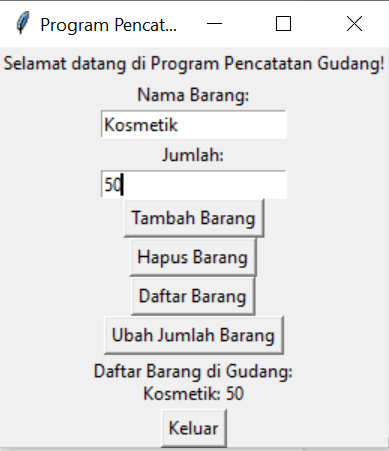 Program Pencat...
Selamat datang di Program Pencatatan Gudang!
Nama Barang:
Kosmetik
Jumlah:
50
Tambah Barang
Hapus Barang
Daftar Barang
Ubah Jumlah Barang
Daftar Barang di Gudang:
Kosmetik: 50
Keluar